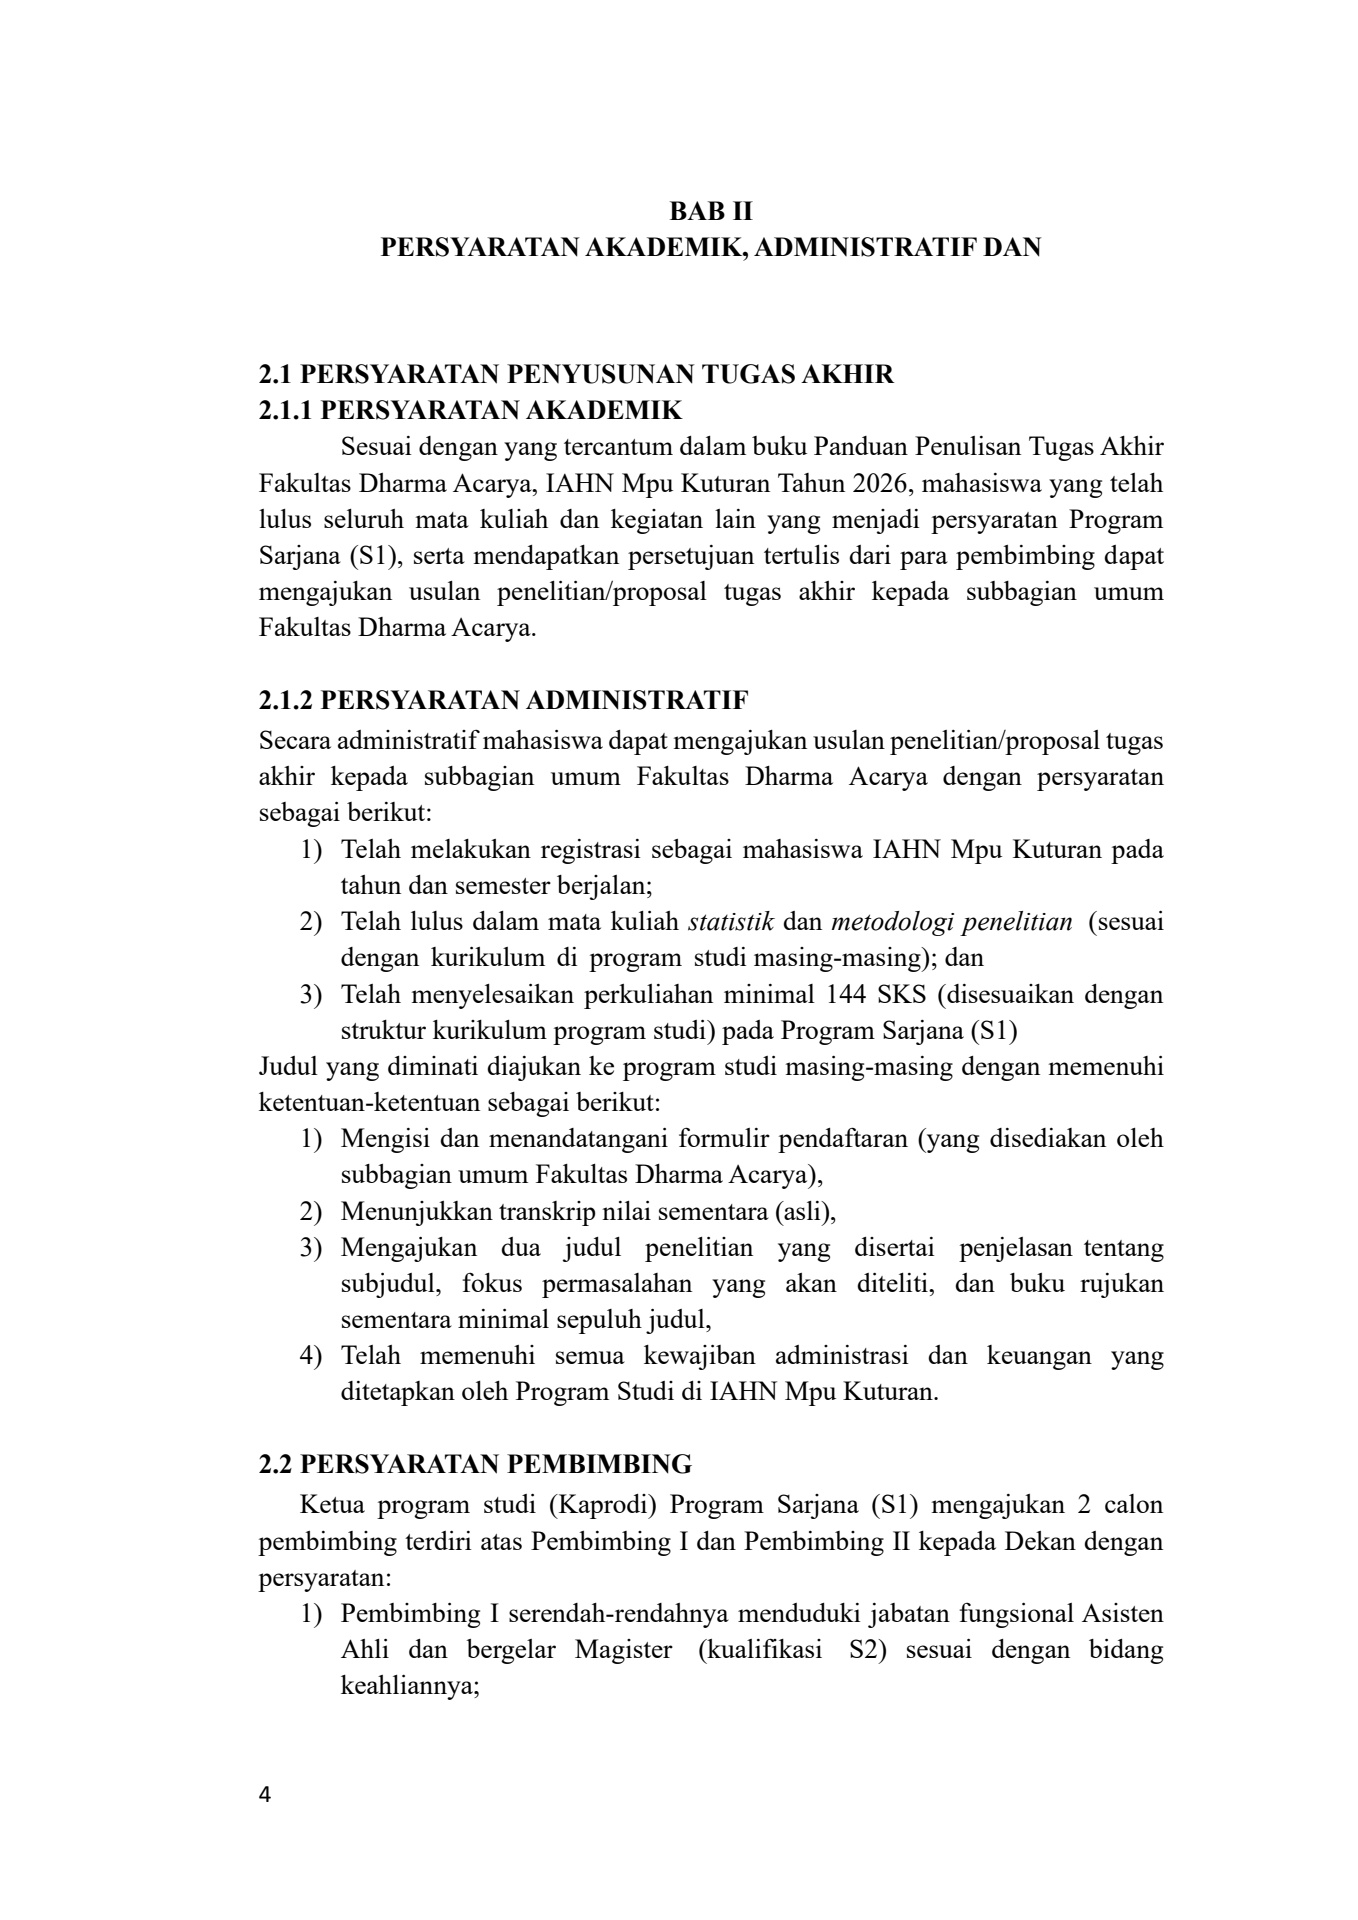 BAB II
PERSYARATAN AKADEMIK, ADMINISTRATIF DAN
2.1 PERSYARATAN PENYUSUNAN TUGAS AKHIR
2.1.1 PERSYARATAN AKADEMIK
Sesuai dengan yang tercantum dalam buku Panduan Penulisan Tugas Akhir
Fakultas Dharma Acarya, IAHN Mpu Kuturan Tahun 2026, mahasiswa yang telah
lulus seluruh mata kuliah dan kegiatan lain yang menjadi persyaratan Program
Sarjana (S1), serta mendapatkan persetujuan tertulis dari para pembimbing dapat
mengajukan usulan penelitian/proposal tugas akhir kepada subbagian umum
Fakultas Dharma Acarya.
2.1.2 PERSYARATAN ADMINISTRATIF
Secara administratif mahasiswa dapat mengajukan usulan penelitian/proposal tugas
akhir kepada subbagian umum Fakultas Dharma Acarya dengan persyaratan
sebagai berikut:
1) Telah melakukan registrasi sebagai mahasiswa IAHN Mpu Kuturan pada
tahun dan semester berjalan;
2) Telah lulus dalam mata kuliah statistik dan metodologi penelitian (sesuai
dengan kurikulum di program studi masing-masing); dan
3) Telah menyelesaikan perkuliahan minimal 144 SKS (disesuaikan dengan
struktur kurikulum program studi) pada Program Sarjana (S1)
Judul yang diminati diajukan ke program studi masing-masing dengan memenuhi
ketentuan-ketentuan sebagai berikut:
1) Mengisi dan menandatangani formulir pendaftaran (yang disediakan oleh
subbagian umum Fakultas Dharma Acarya),
2) Menunjukkan transkrip nilai sementara (asli),
3) Mengajukan dua judul penelitian yang disertai penjelasan tentang
subjudul, fokus permasalahan yang akan diteliti, dan buku rujukan
sementara minimal sepuluh judul,
4) Telah memenuhi semua kewajiban administrasi dan keuangan yang
ditetapkan oleh Program Studi di IAHN Mpu Kuturan.
2.2 PERSYARATAN PEMBIMBING
Ketua program studi (Kaprodi) Program Sarjana (S1) mengajukan 2 calon
pembimbing terdiri atas Pembimbing I dan Pembimbing II kepada Dekan dengan
persyaratan:
1) Pembimbing I serendah-rendahnya menduduki jabatan fungsional Asisten
Ahli dan bergelar Magister (kualifikasi S2) sesuai dengan bidang
keahliannya;
4